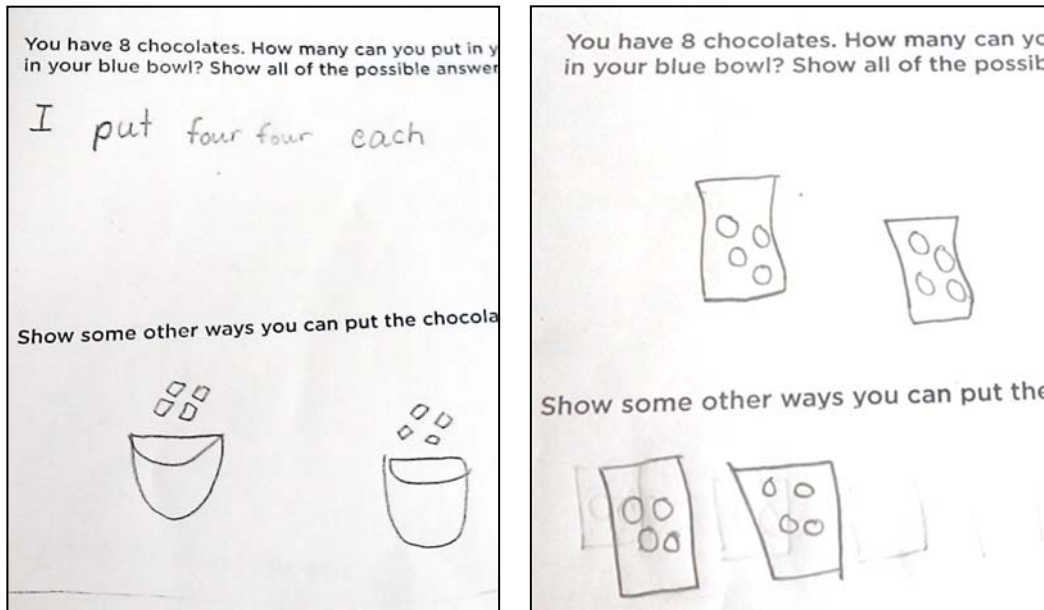 You have 8 chocolates. How many can you put in y
in your blue bowl? Show all of the possible answer
I put four four each
Show some other ways you can put the chocola
You have 8 chocolates. How many can yo
in your blue bowl? Show all of the possib
Show some other ways you can put the